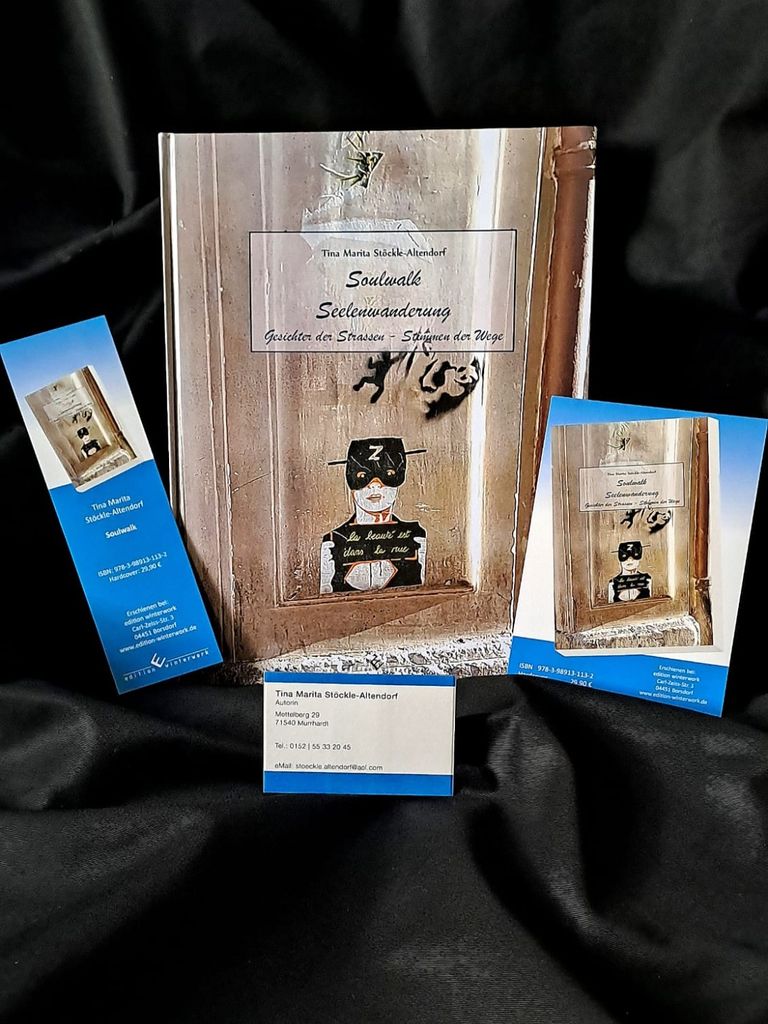 Tina Marita Stöckle-Altendorf
Soulwalk
Seelenwanderung
Gesichter der Strassen - Stimmen der Wege
Z
la beauté est
dans la rue
Tina Marita
Stöckle-Altendorf
Soulwalk
ISBN: 978-3-98913-113-2
Hardcover: 29,90 €
Erschienen bei:
edition winterwork
Carl-Zeiss-Str. 3
04451 Borsdorf
www.edition-winterwork.de
edition winterwork
Tina Marita Stöckle-Altendorf
Soulwalk
Seelenwanderung
Gesichter der Strassen - Stimmen der Wege
ISBN 978-3-98913-113-2
Hardcover: 29,90 €
Erschienen bei:
edition winterwork
Carl-Zeiss-Str. 3
04451 Borsdorf
www.edition-winterwork.de
Tina Marita Stöckle-Altendorf
Autorin
Mettelberg 29
71540 Murrhardt
Tel.: 0152 | 55 33 20 45
eMail: stoeckle.altendorf@aol.com